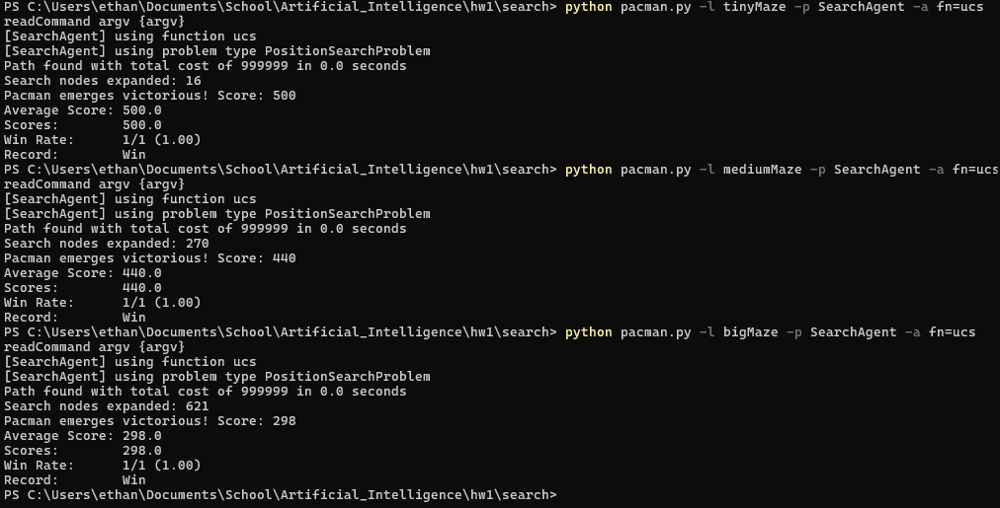 PS C:\Users\ethan\Documents\School\Artificial_Intelligence\hw1\search> python pacman.py -l tinyMaze -p SearchAgent -a fn=ucs
readCommand argv {argv}
[SearchAgent] using function ucs
[SearchAgent] using problem type PositionSearchProblem
Path found with total cost of 999999 in 0.0 seconds
Search nodes expanded: 16
Pacman emerges victorious! Score: 500
Average Score: 500.0
Scores:        500.0
Win Rate:      1/1 (1.00)
Record:        Win
PS C:\Users\ethan\Documents\School\Artificial_Intelligence\hw1\search> python pacman.py -l mediumMaze -p SearchAgent -a fn=ucs
readCommand argv {argv}
[SearchAgent] using function ucs
[SearchAgent] using problem type PositionSearchProblem
Path found with total cost of 999999 in 0.0 seconds
Search nodes expanded: 270
Pacman emerges victorious! Score: 440
Average Score: 440.0
Scores:        440.0
Win Rate:      1/1 (1.00)
Record:        Win
PS C:\Users\ethan\Documents\School\Artificial_Intelligence\hw1\search> python pacman.py -l bigMaze -p SearchAgent -a fn=ucs
readCommand argv {argv}
[SearchAgent] using function ucs
[SearchAgent] using problem type PositionSearchProblem
Path found with total cost of 999999 in 0.0 seconds
Search nodes expanded: 621
Pacman emerges victorious! Score: 298
Average Score: 298.0
Scores:        298.0
Win Rate:      1/1 (1.00)
Record:        Win
PS C:\Users\ethan\Documents\School\Artificial_Intelligence\hw1\search>